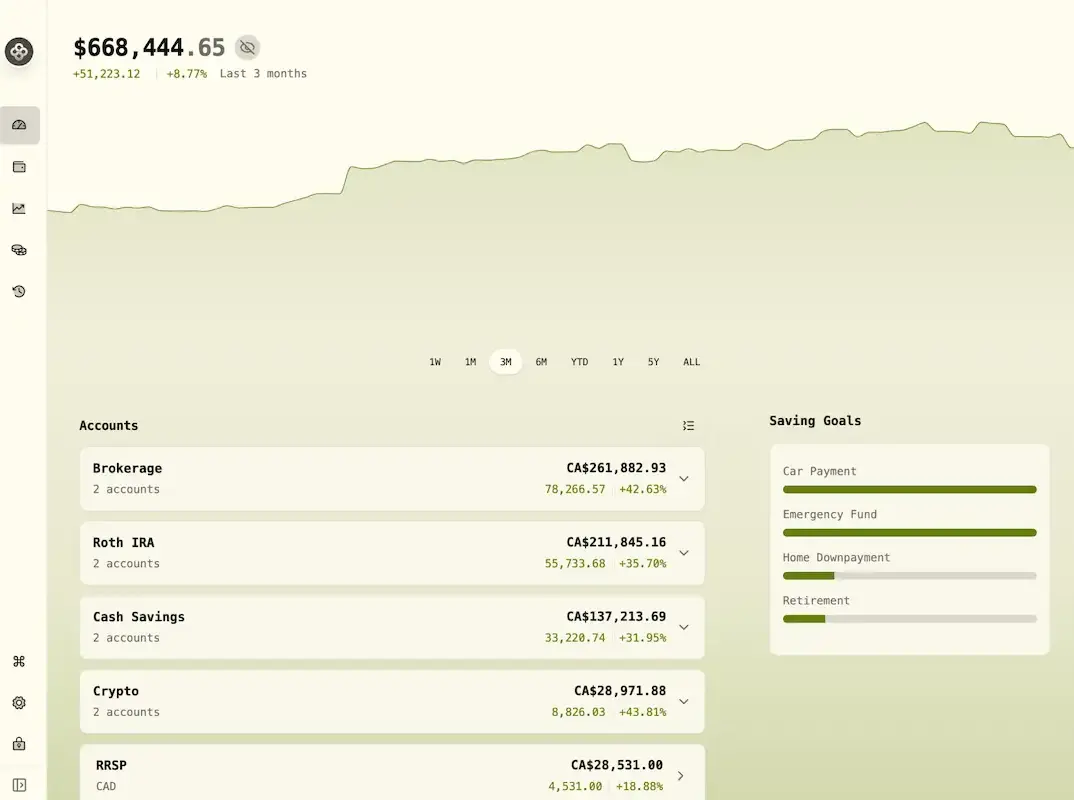 $668,444.65
+51,223.12 +8.77% Last 3 months
1W 1M 3M 6M YTD 1Y 5Y ALL
Accounts
Brokerage CA$261,882.93
2 accounts 78,266.57 +42.63%
Roth IRA CA$211,845.16
2 accounts 55,733.68 +35.70%
Cash Savings CA$137,213.69
2 accounts 33,220.74 +31.95%
Crypto CA$28,971.88
2 accounts 8,826.03 +43.81%
RRSP CA$28,531.00
CAD 4,531.00 +18.88%
Saving Goals
Car Payment
Emergency Fund
Home Downpayment
Retirement